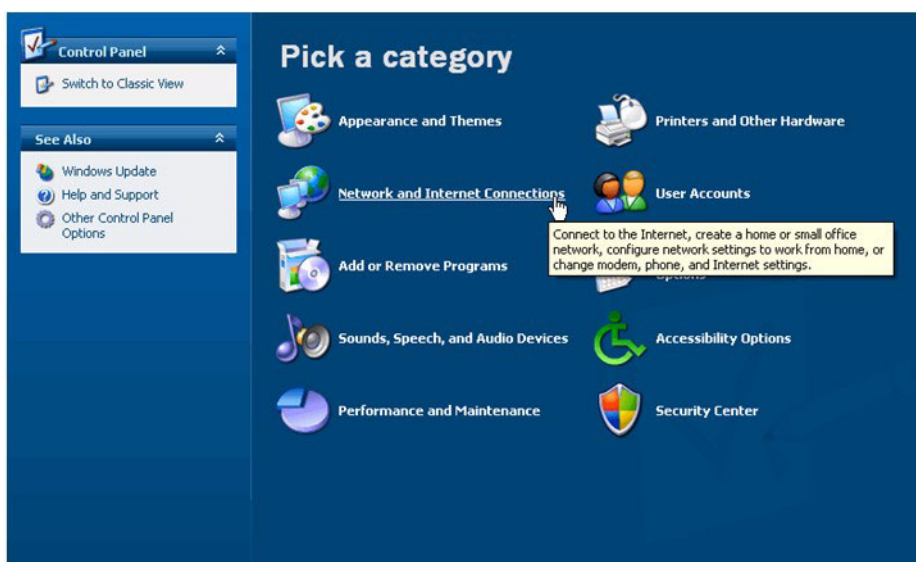 Control Panel
Switch to Classic View
See Also
Windows Update
Help and Support
Other Control Panel
Options
Pick a category
Appearance and Themes
Printers and Other Hardware
Network and Internet Connections
User Accounts
Connect to the Internet, create a home or small office
network, configure network settings to work from home, or
change modem, phone, and Internet settings.
Add or Remove Programs
Options
Sounds, Speech, and Audio Devices
Accessibility Options
Performance and Maintenance
Security Center